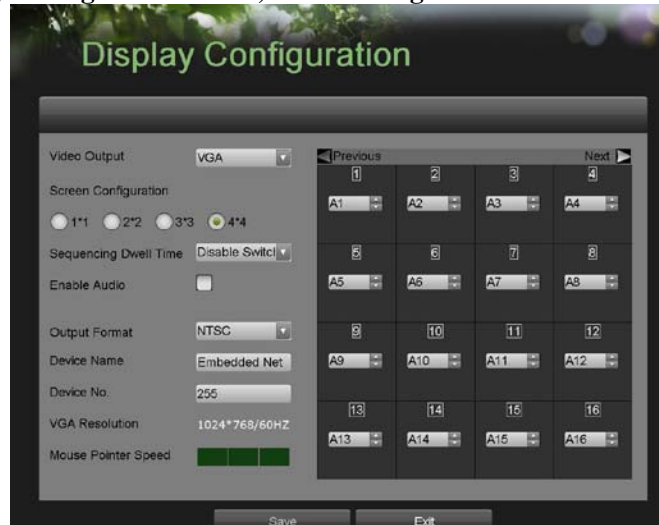 Display Configuration
Video Output VGA
Screen Configuration
1*1 2*2 3*3 4*4
Sequencing Dwell Time Disable Switcl
Enable Audio
Output Format NTSC
Device Name Embedded Net
Device No. 255
VGA Resolution 1024*768/60HZ
Mouse Pointer Speed
Previous Next
1 2 3 4
A1 A2 A3 A4
5 6 7 8
A5 A6 A7 A8
9 10 11 12
A9 A10 A11 A12
13 14 15 16
A13 A14 A15 A16
Save Exit